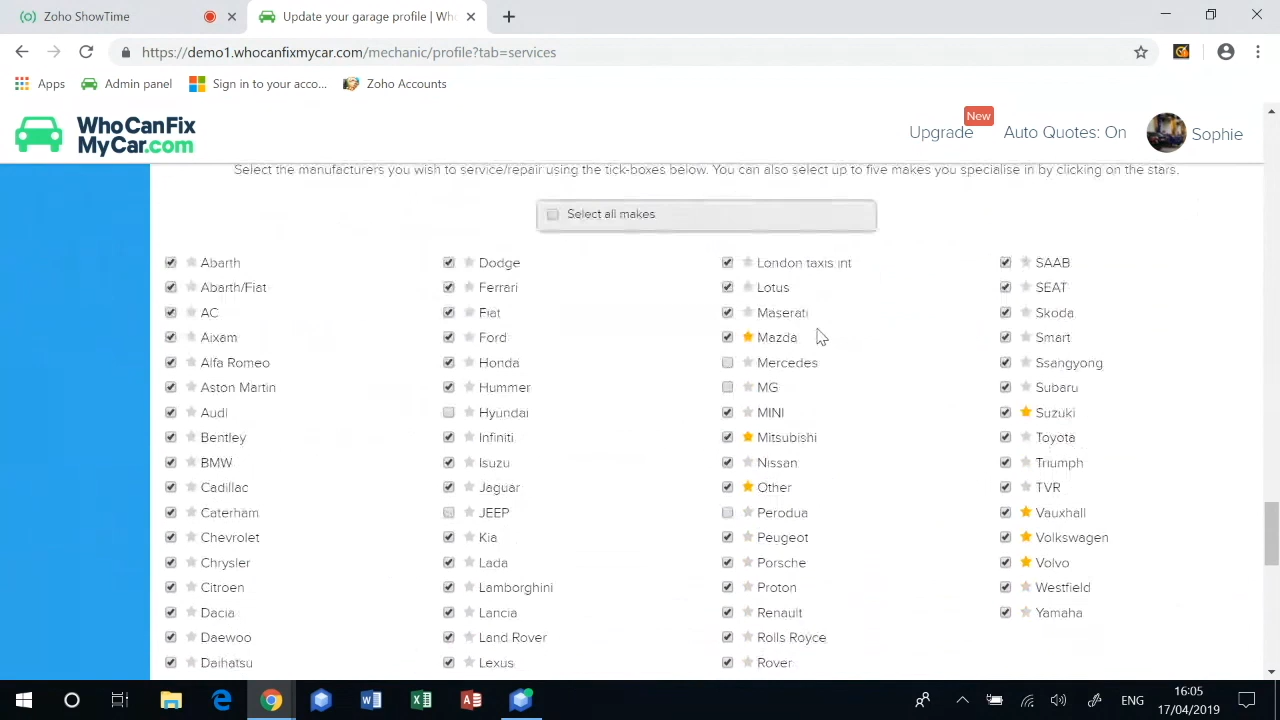 Zoho ShowTime
Update your garage profile | Who
https://demo1.whocanfixmycar.com/mechanic/profile?tab=services
Apps
Admin panel
Sign in to your acco...
Zoho Accounts
WhoCanFix
MyCar.com
Upgrade
New
Auto Quotes: On
Sophie
Select the manufacturers you wish to service/repair using the tick-boxes below. You can also select up to five makes you specialise in by clicking on the stars.
Select all makes
Abarth
Abarth/Fiat
AC
Aixam
Alfa Romeo
Aston Martin
Audi
Bentley
BMW
Cadillac
Caterham
Chevrolet
Chrysler
Citroen
Dacia
Daewoo
Daihatsu
Dodge
Ferrari
Fiat
Ford
Honda
Hummer
Hyundai
Infiniti
Isuzu
Jaguar
JEEP
Kia
Lada
Lamborghini
Lancia
Land Rover
Lexus
London taxis int
Lotus
Maserati
Mazda
Mercedes
MG
MINI
Mitsubishi
Nissan
Other
Perodua
Peugeot
Porsche
Proton
Renault
Rolls Royce
Rover
SAAB
SEAT
Skoda
Smart
Ssangyong
Subaru
Suzuki
Toyota
Triumph
TVR
Vauxhall
Volkswagen
Volvo
Westfield
Yamaha
ENG
16:05
17/04/2019